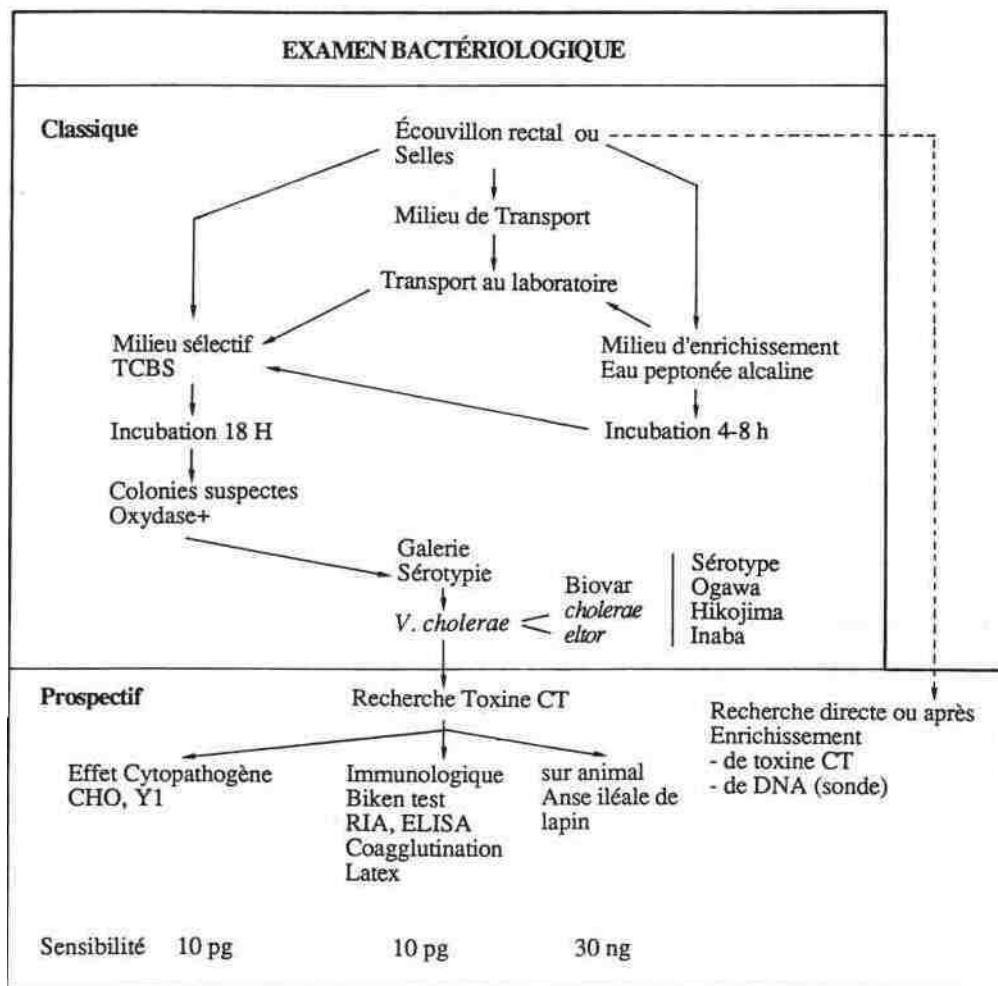 EXAMEN BACTÉRIOLOGIQUE
Classique
Écouvillon rectal ou
Selles
Milieu de Transport
Transport au laboratoire
Milieu sélectif
TCBS
Milieu d'enrichissement
Eau peptonée alcaline
Incubation 18 H
Incubation 4-8 h
Colonies suspectes
Oxydase+
Galerie
Sérotypie
V. cholerae
Biovar
cholerae
eltor
Sérotype
Ogawa
Hikojima
Inaba
Prospectif
Recherche Toxine CT
Recherche directe ou après
Enrichissement
- de toxine CT
- de DNA (sonde)
Effet Cytopathogène
CHO, Y1
Immunologique
Biken test
RIA, ELISA
Coagglutination
Latex
sur animal
Anse iléale de
lapin
Sensibilité 10 pg 10 pg 30 ng